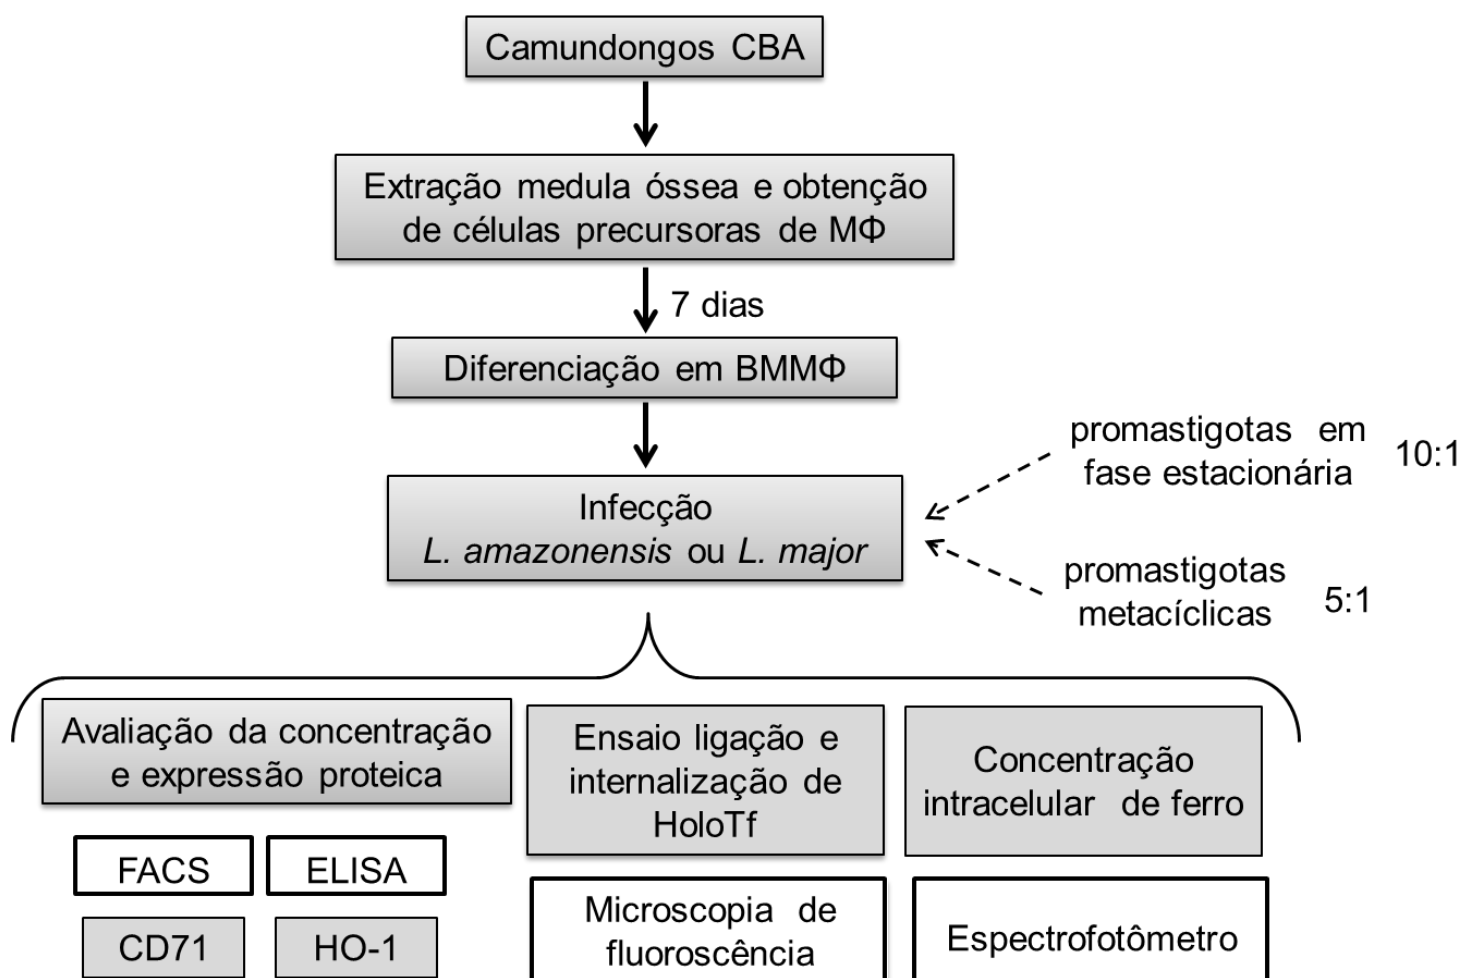 Camundongos CBA
Extração medula óssea e obtenção
de células precursoras de MΦ
7 dias
Diferenciação em BMMΦ
Infecção
L. amazonensis ou L. major
promastigotas em
fase estacionária
10:1
promastigotas
metacíclicas
5:1
Avaliação da concentração
e expressão proteica
FACS
ELISA
CD71
HO-1
Ensaio ligação e
internalização de
HoloTf
Microscopia de
fluoroscência
Concentração
intracelular de ferro
Espectrofotômetro